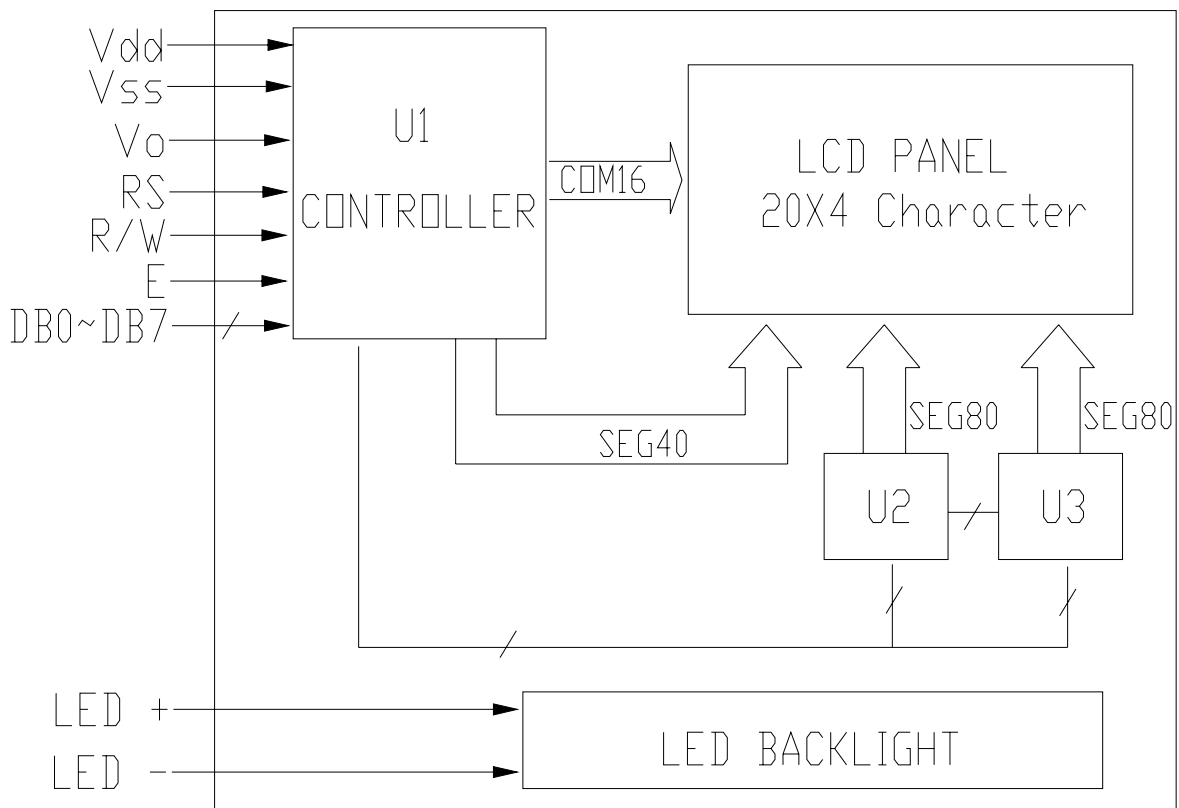 Vdd
Vss
Vo
RS
R/W
E
DB0~DB7
U1
CONTROLLER
COM16
LCD PANEL
20X4 Character
SEG40
SEG80
SEG80
U2
U3
LED +
LED -
LED BACKLIGHT